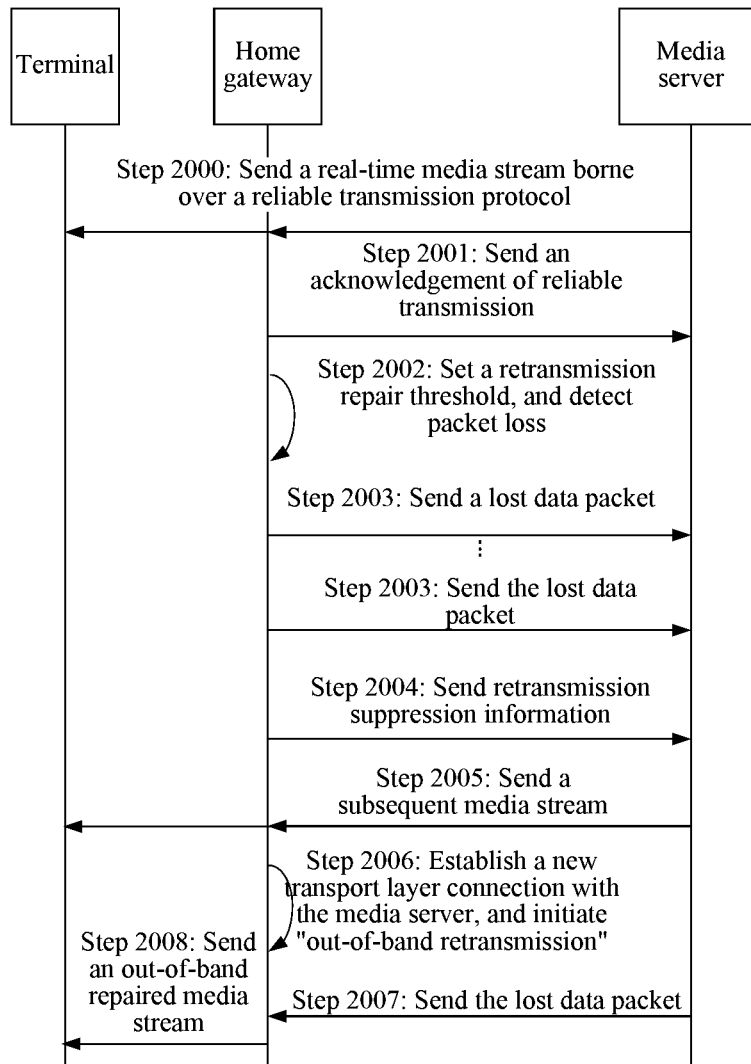 Terminal
Home
gateway
Media
server
Step 2000: Send a real-time media stream borne
over a reliable transmission protocol
Step 2001: Send an
acknowledgement of reliable
transmission
Step 2002: Set a retransmission
repair threshold, and detect
packet loss
Step 2003: Send a lost data packet
Step 2003: Send the lost data
packet
Step 2004: Send retransmission
suppression information
Step 2005: Send a
subsequent media stream
Step 2006: Establish a new
transport layer connection with
the media server, and initiate
"out-of-band retransmission"
Step 2008: Send
an out-of-band
repaired media
stream
Step 2007: Send the lost data packet